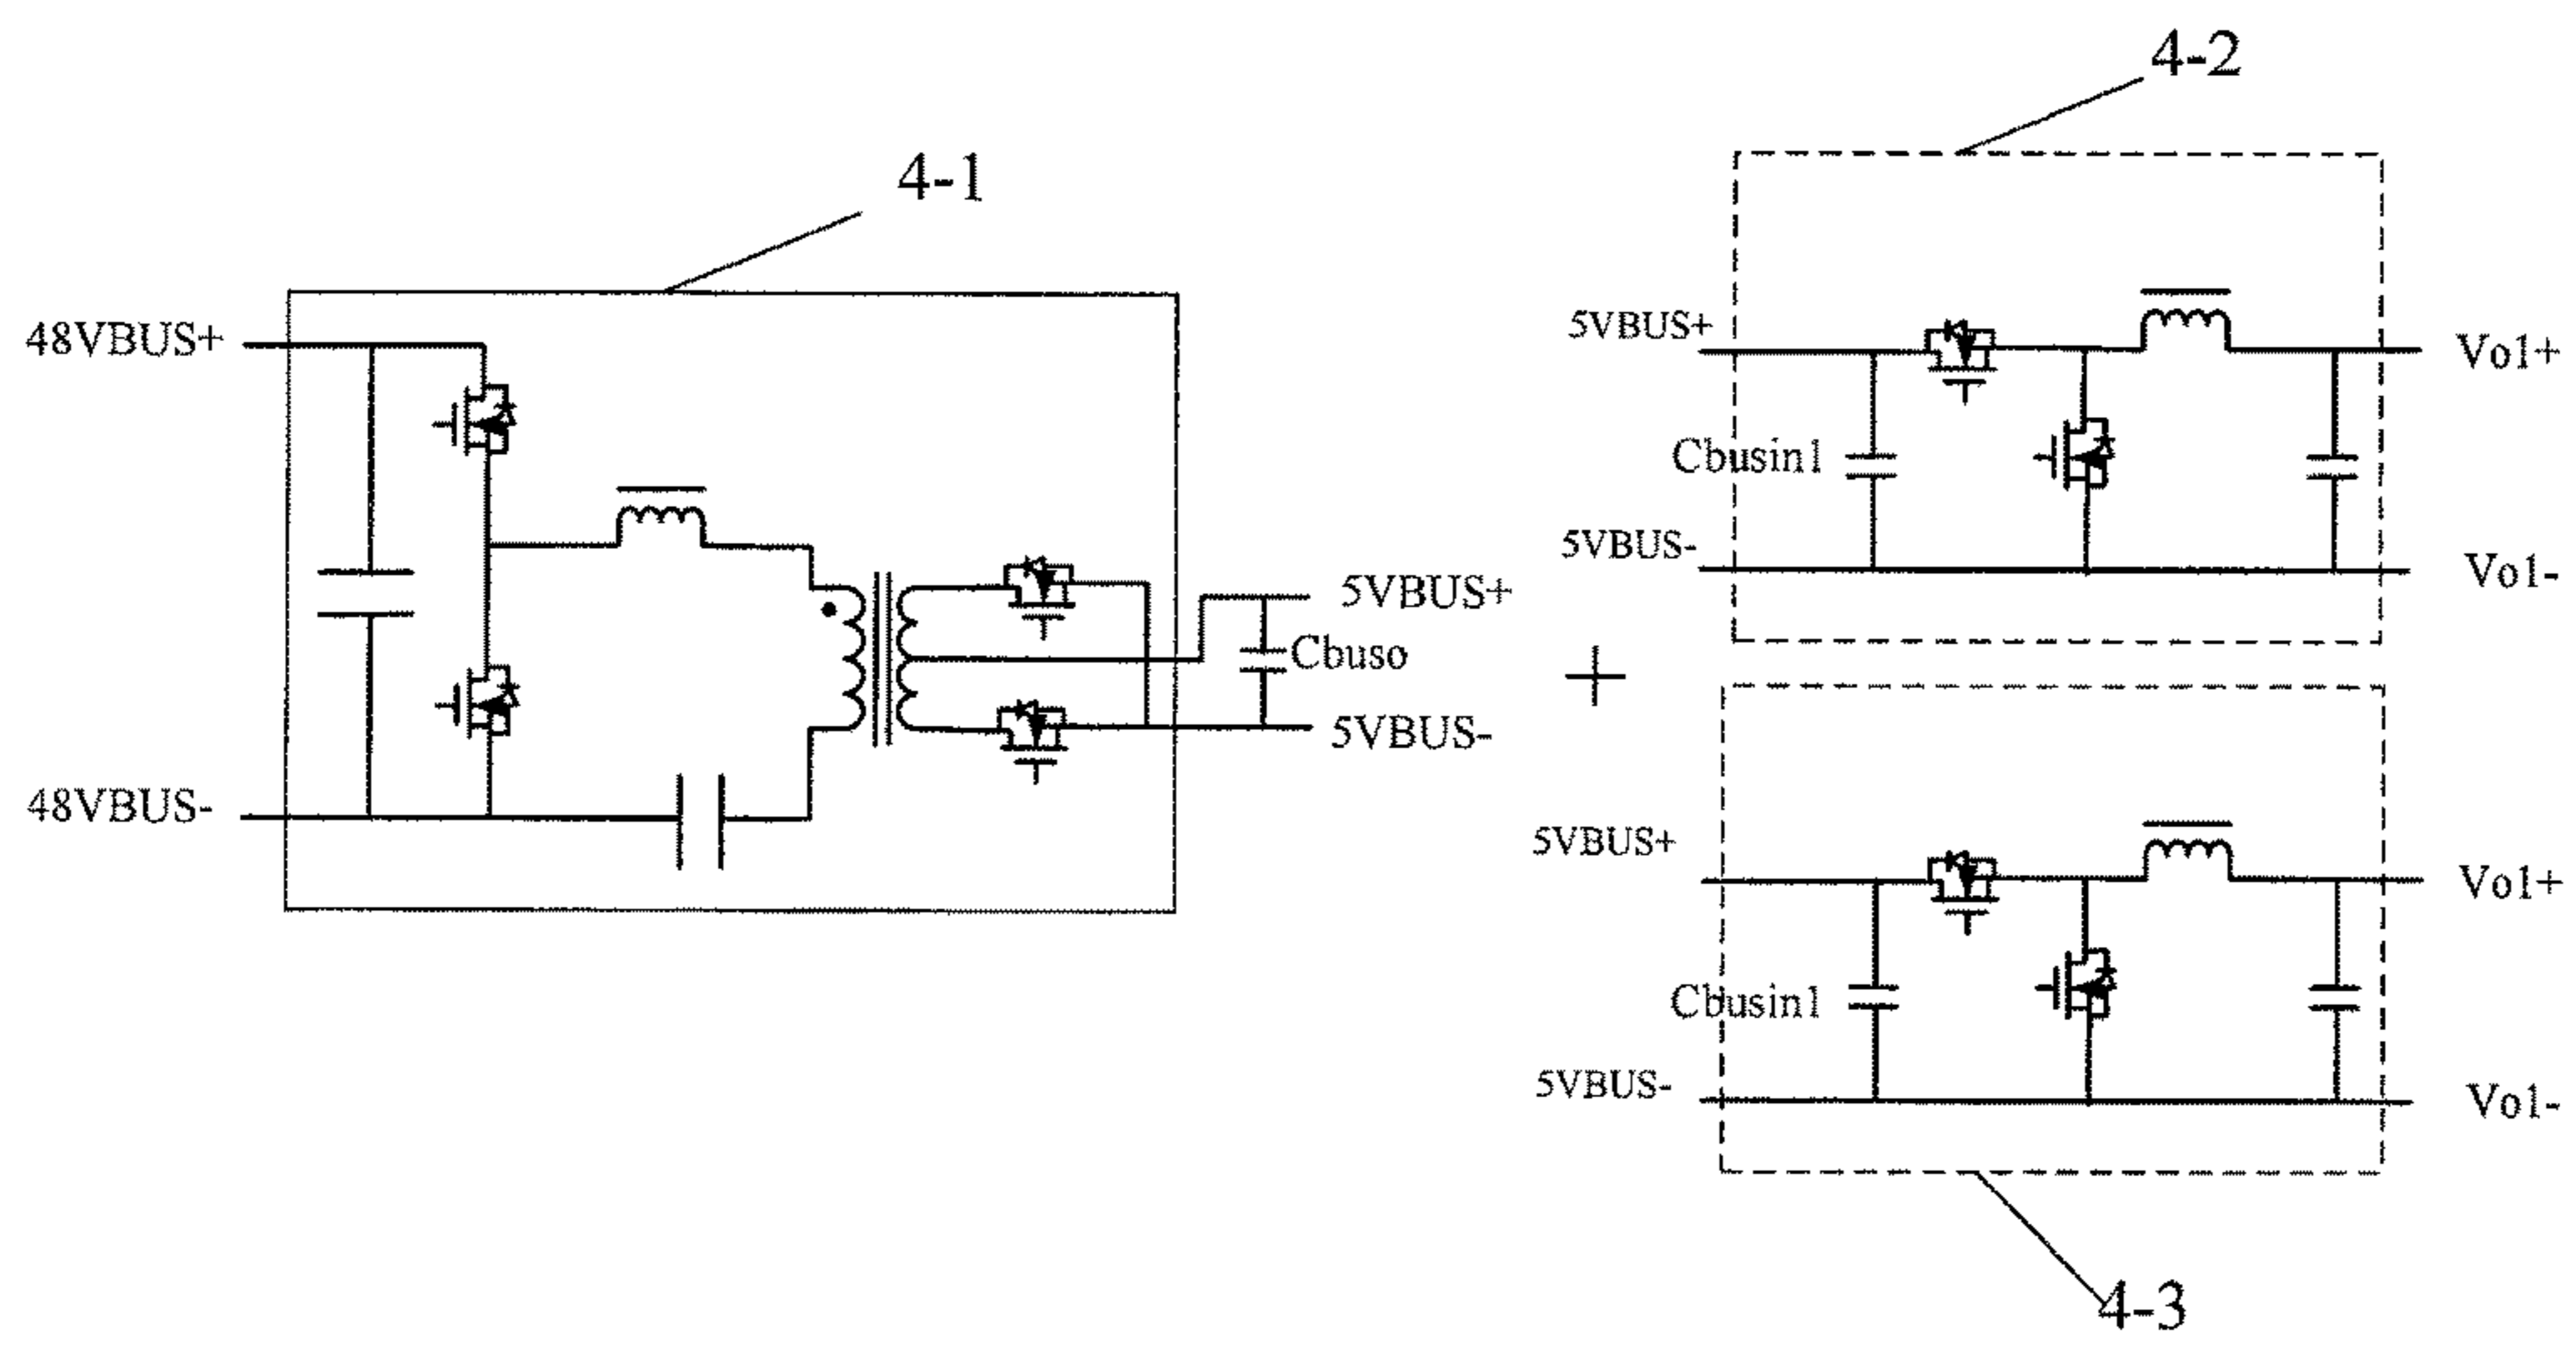 4-1
48VBUS+
48VBUS-
5VBUS+
Cbuso
5VBUS-
+
4-2
5VBUS+
Vo1+
Cbusin1
5VBUS-
Vo1-
5VBUS+
Vo1+
Cbusin1
5VBUS-
Vo1-
4-3